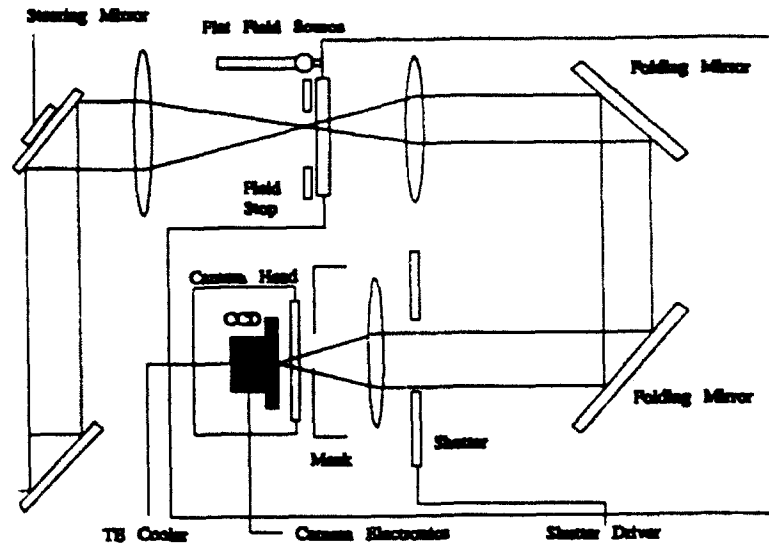 Steering Mirror
Flat Field Source
Folding Mirror
Field
Stop
Camera Head
CCD
Folding Mirror
Shutter
Mask
TE Cooler
Camera Electronics
Shutter Driver